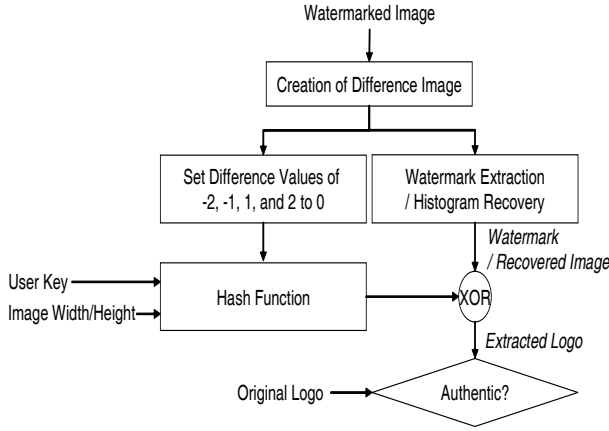 Watermarked Image
Creation of Difference Image
Set Difference Values of
-2, -1, 1, and 2 to 0
Watermark Extraction
/ Histogram Recovery
Watermark
/ Recovered Image
User Key
Image Width/Height
Hash Function
XOR
Extracted Logo
Original Logo
Authentic?